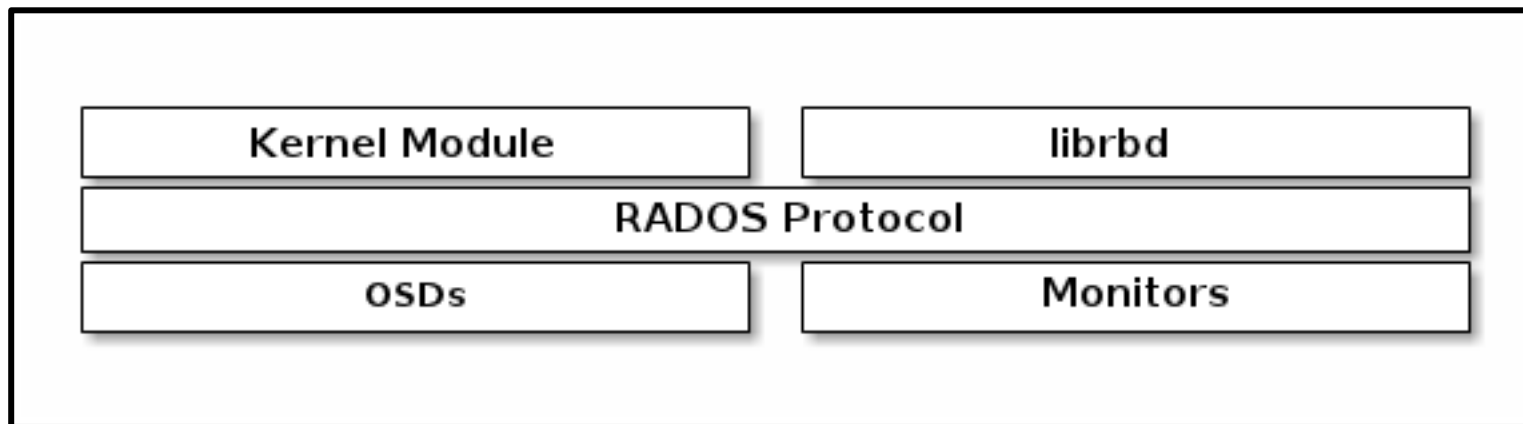 Kernel Module
librbd
RADOS Protocol
OSDs
Monitors